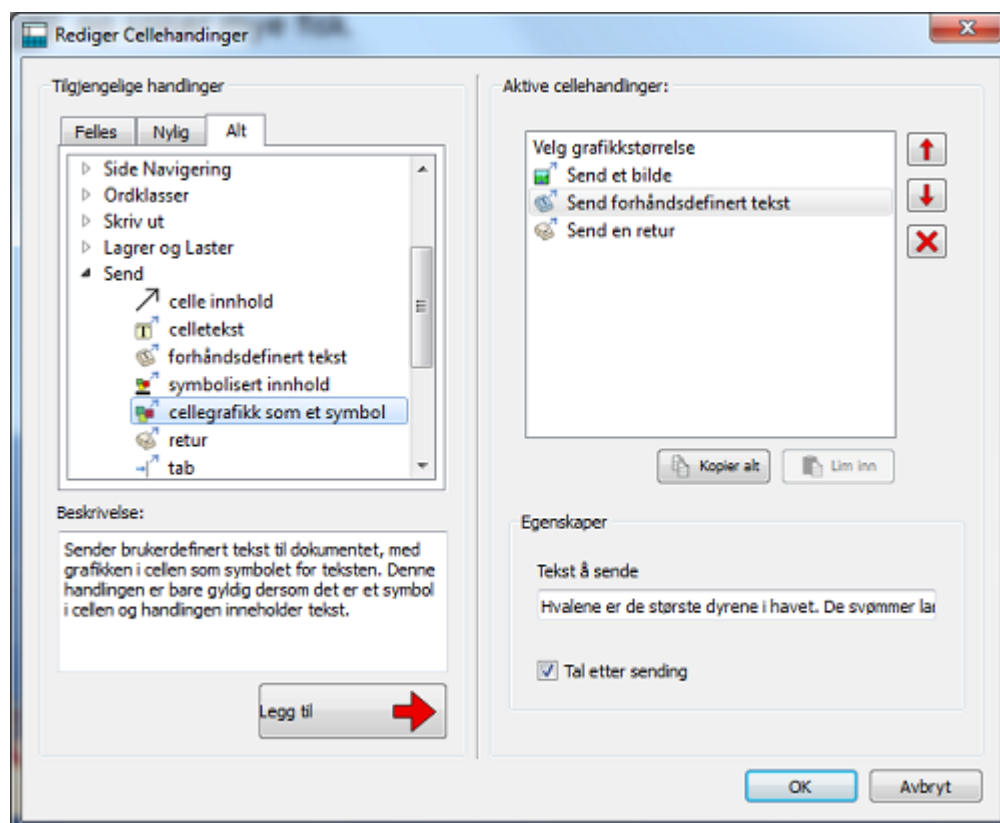 mye fisk.
Rediger Cellehandinger
Tilgjengelige handlinger
Felles Nylig Alt
Side Navigering
Ordklasser
Skriv ut
Lagrer og Laster
Send
celle innhold
celletekst
forhåndsdefinert tekst
symbolisert innhold
cellegrafikk som et symbol
retur
tab
Beskrivelse:
Sender brukerdefinert tekst til dokumentet, med
grafikken i cellen som symbolet for teksten. Denne
handlingen er bare gyldig dersom det er et symbol
i cellen og handlingen inneholder tekst.
Legg til
Aktive cellehandinger:
Velg grafikkstørrelse
Send et bilde
Send forhåndsdefinert tekst
Send en retur
Kopier alt Lim inn
Egenskaper
Tekst å sende
Hvalene er de største dyrene i havet. De svømmer
Tal etter sending
OK Avbryt